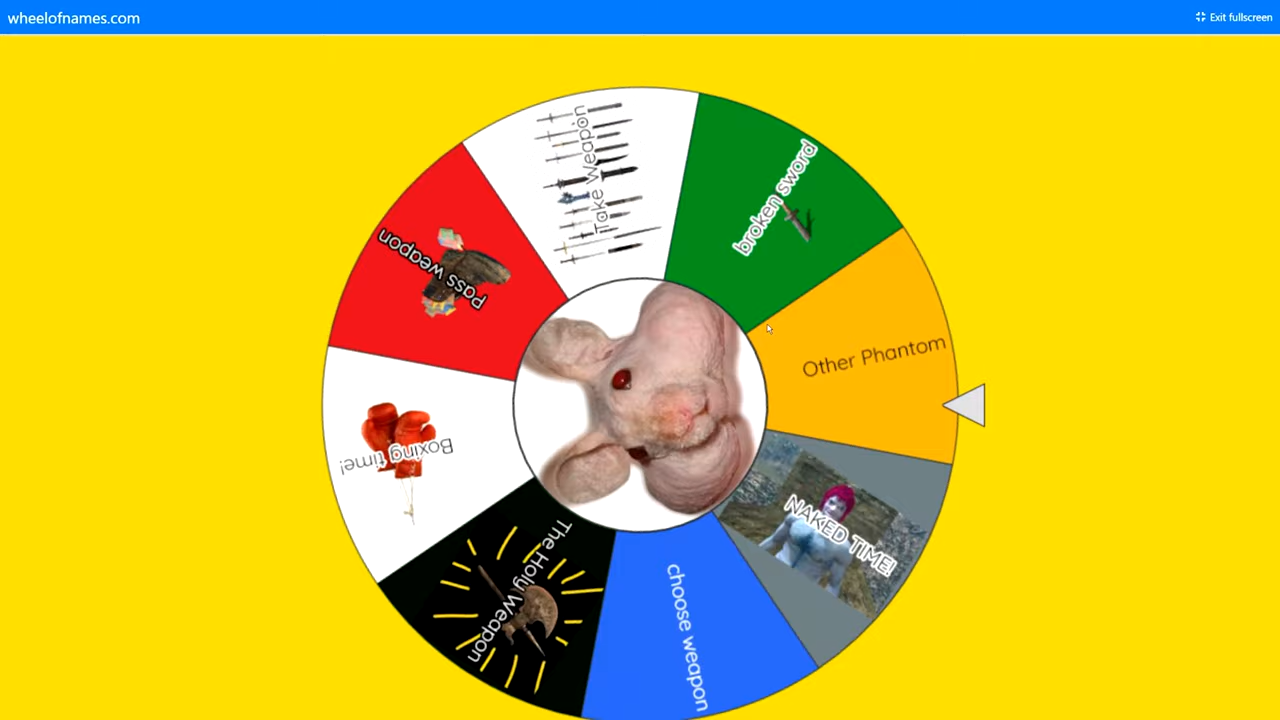 wheelofnames.com
Exit fullscreen
Take Weapon
broken sword
Pass weapon
Other Phantom
Boxing time!
NAKED TIME!
The Holy Weapon
choose weapon